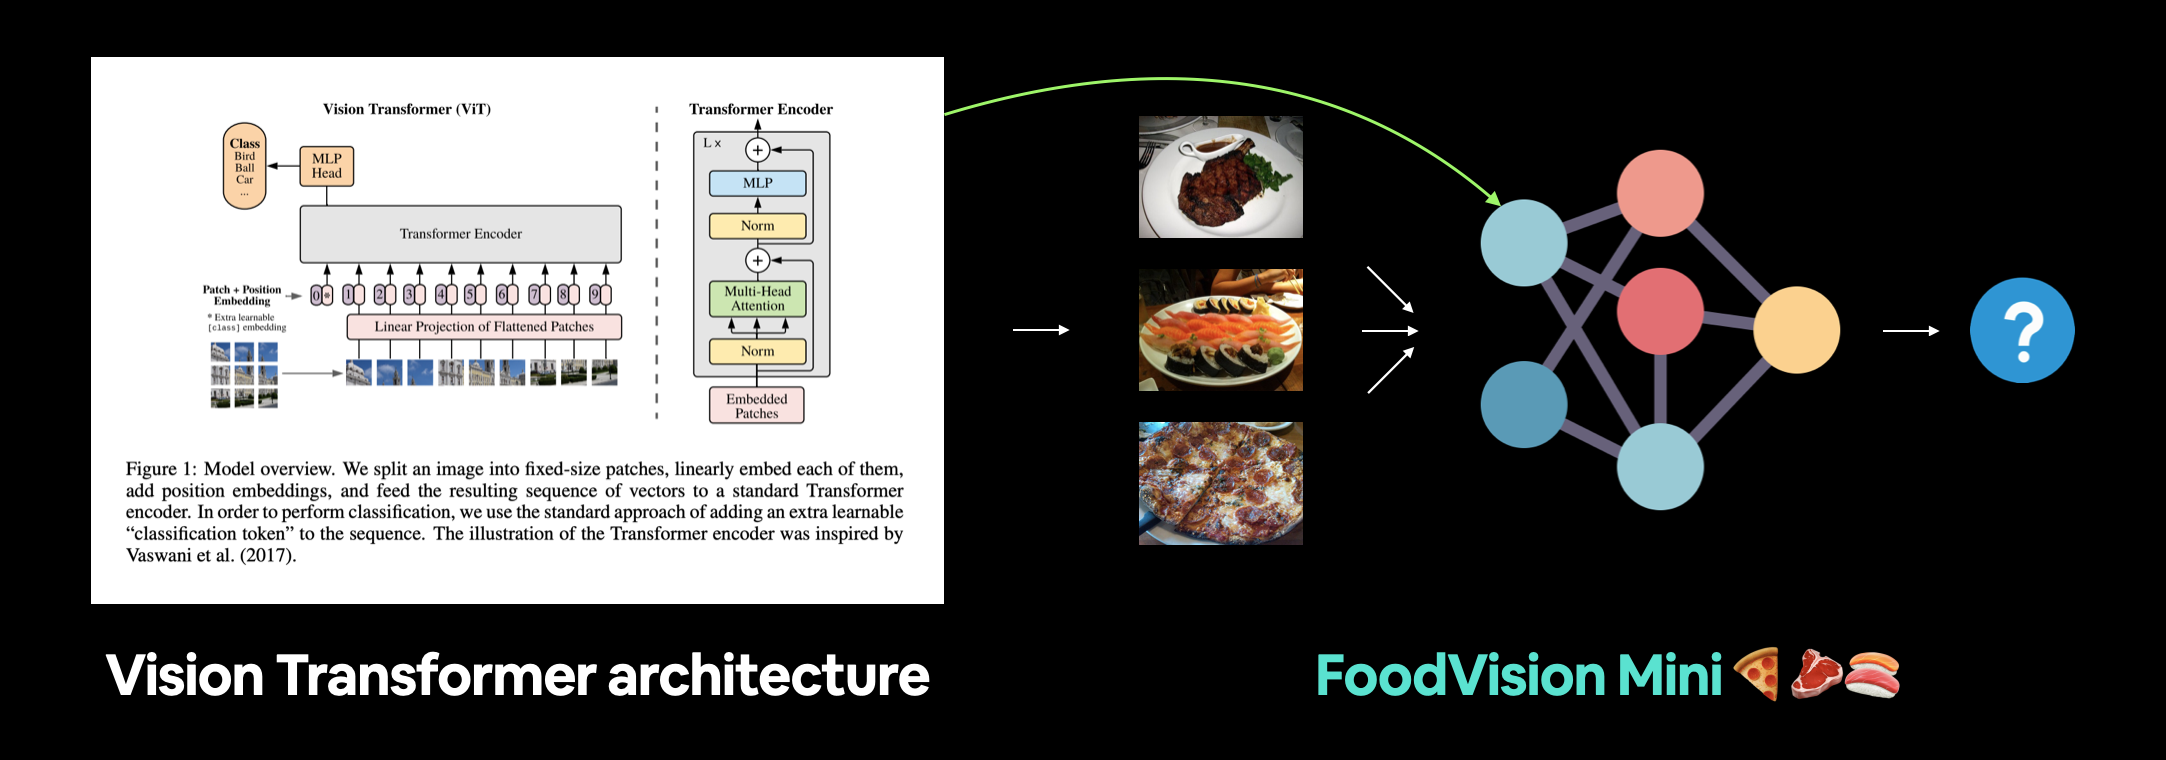 Vision Transformer (ViT)
Class
Bird
Ball
Car
...
MLP
Head
Transformer Encoder
Patch + Position
Embedding
* Extra learnable
[class] embedding
0 * 1 2 3 4 5 6 7 8 9
Linear Projection of Flattened Patches
Transformer Encoder
L ×
+
MLP
Norm
+
Multi-Head
Attention
Norm
Embedded
Patches
Figure 1: Model overview. We split an image into fixed-size patches, linearly embed each of them,
add position embeddings, and feed the resulting sequence of vectors to a standard Transformer
encoder. In order to perform classification, we use the standard approach of adding an extra learnable
“classification token” to the sequence. The illustration of the Transformer encoder was inspired by
Vaswani et al. (2017).
Vision Transformer architecture
?
FoodVision Mini 🍕🥩🍣